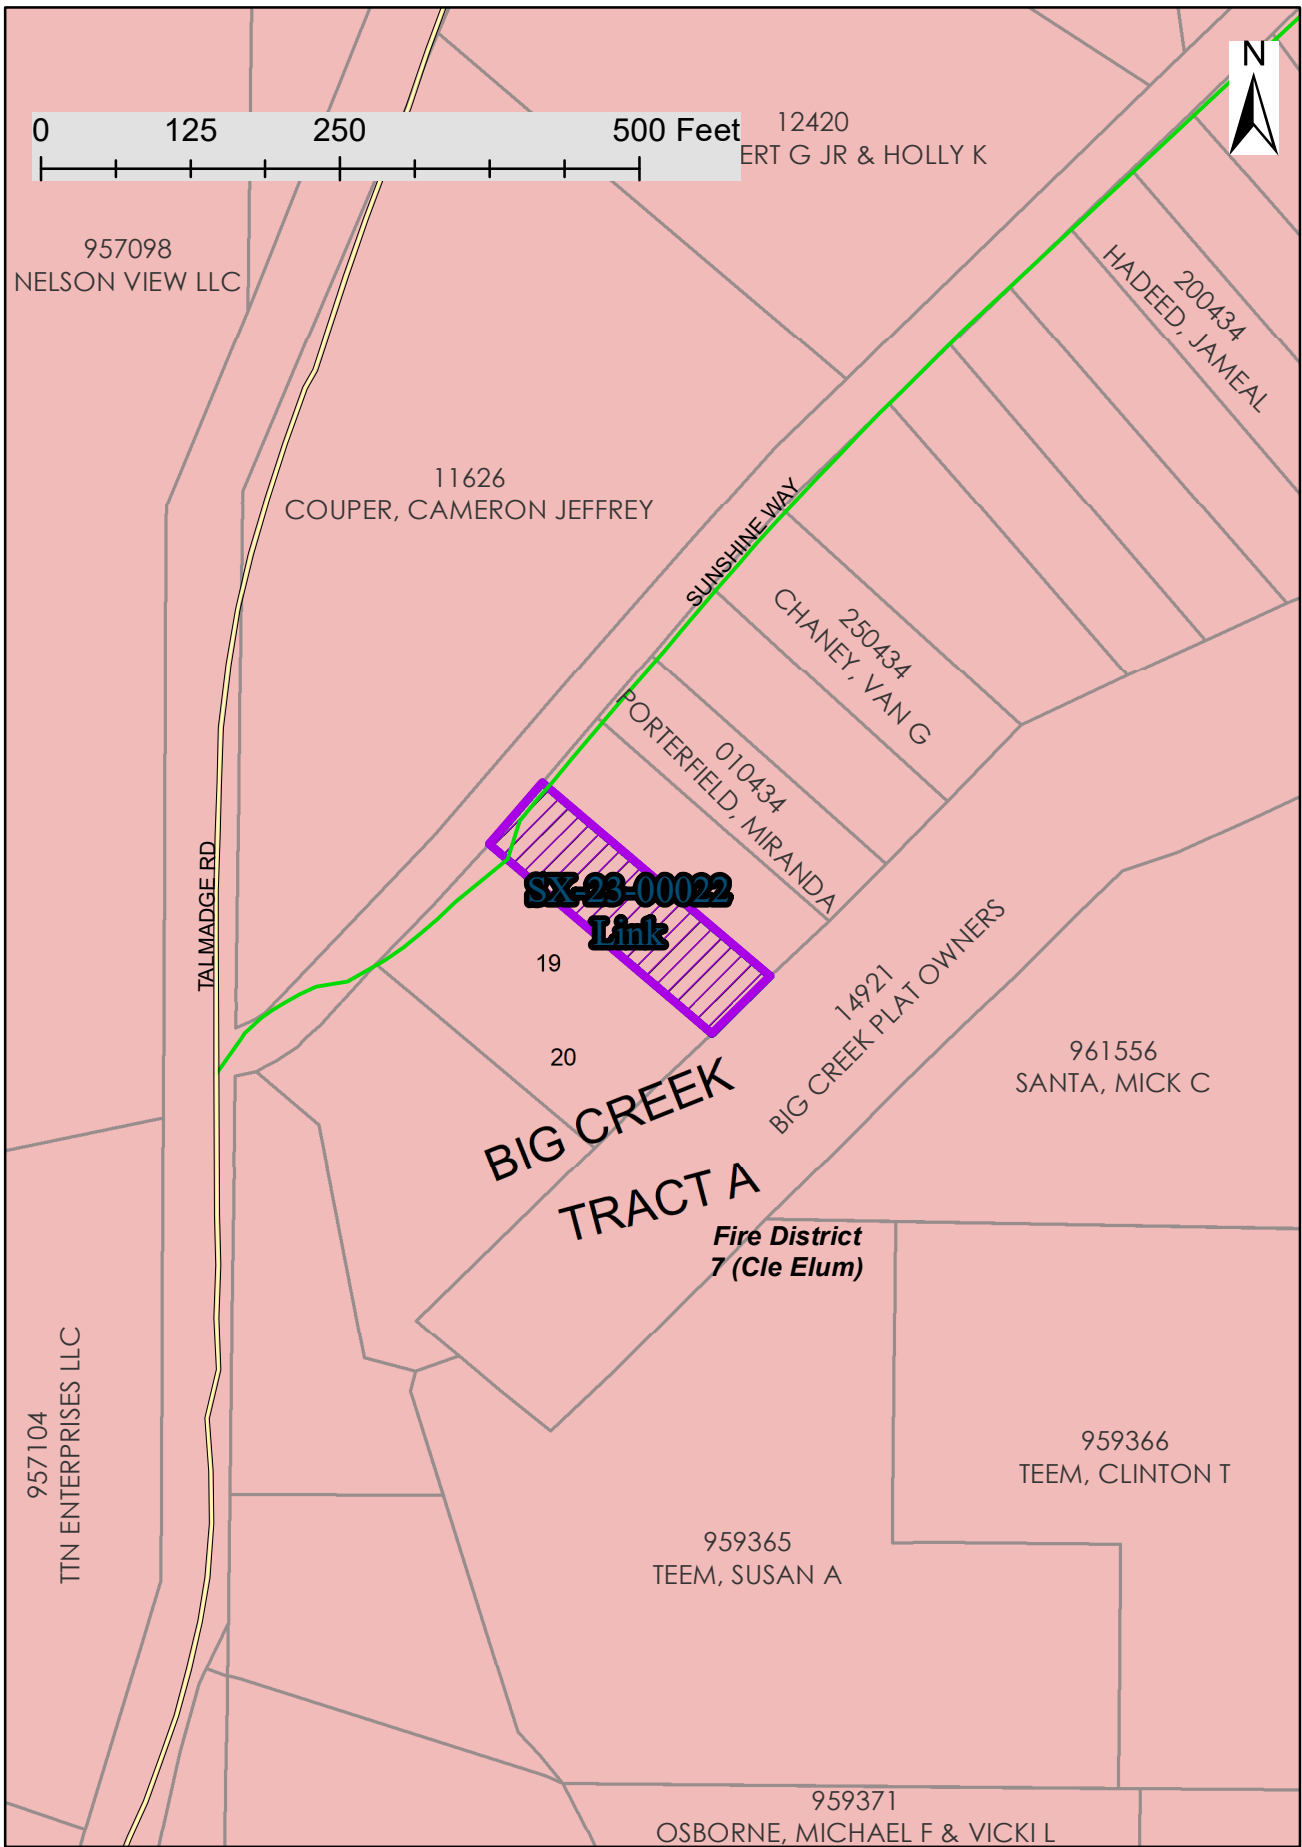 N
0 125 250 500 Feet
12420
ERT G JR & HOLLY K
957098
NELSON VIEW LLC
200434
HADEED, JAMEAL
11626
COUPER, CAMERON JEFFREY
SUNSHINE WAY
250434
CHANEY, VAN G
010434
PORTERFIELD, MIRANDA
TALMADGE RD
SX-23-00022
Link
19
20
14921
BIG CREEK PLAT OWNERS
961556
SANTA, MICK C
BIG CREEK
TRACT A
Fire District
7 (Cle Elum)
957104
TTN ENTERPRISES LLC
959366
TEEM, CLINTON T
959365
TEEM, SUSAN A
959371
OSBORNE, MICHAEL F & VICKI L